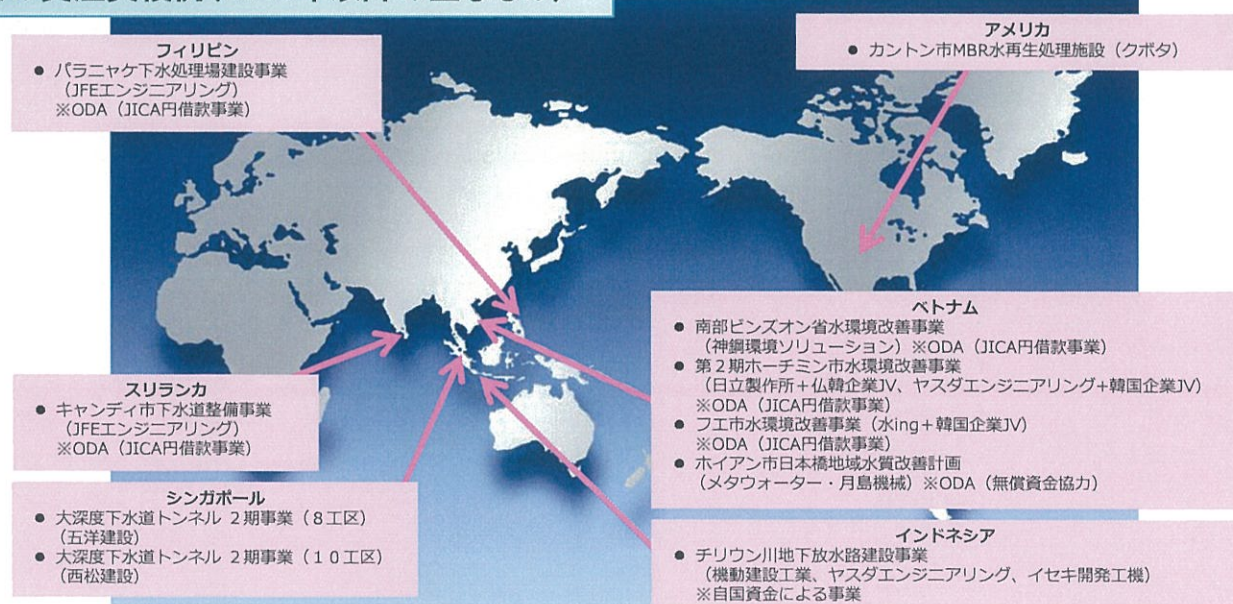 フィリピン
● パラニャケ下水処理場建設事業
（JFEエンジニアリング）
※ODA（JICA円借款事業）
アメリカ
● カントン市MBR水再生処理施設（クボタ）
スリランカ
● キャンディ市下水道整備事業
（JFEエンジニアリング）
※ODA（JICA円借款事業）
シンガポール
● 大深度下水道トンネル ２期事業（８工区）
（五洋建設）
● 大深度下水道トンネル ２期事業（１０工区）
（西松建設）
ベトナム
● 南部ビンズオン省水環境改善事業
（神鋼環境ソリューション）※ODA（JICA円借款事業）
● 第２期ホーチミン市水環境改善事業
（日立製作所＋仏韓企業JV、ヤスダエンジニアリング＋韓国企業JV）
※ODA（JICA円借款事業）
● フエ市水環境改善事業（水ing＋韓国企業JV）
※ODA（JICA円借款事業）
● ホイアン市日本橋地域水質改善計画
（メタウォーター・月島機械）※ODA（無償資金協力）
インドネシア
● チリウン川地下放水路建設事業
（機動建設工業、ヤスダエンジニアリング、イセキ開発工機）
※自国資金による事業